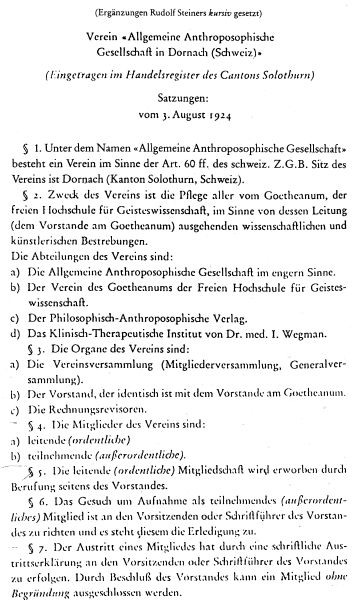 (Ergänzungen Rudolf Steiners kursiv gesetzt)
Verein «Allgemeine Anthroposophische
Gesellschaft in Dornach (Schweiz)»
(Eingetragen im Handelsregister des Cantons Solothurn)
Satzungen:
vom 3. August 1924
§ 1. Unter dem Namen «Allgemeine Anthroposophische Gesellschaft»
besteht ein Verein im Sinne der Art. 60 ff. des schweiz. Z.G.B. Sitz des
Vereins ist Dornach (Kanton Solothurn, Schweiz).
§ 2. Zweck des Vereins ist die Pflege aller vom Goetheanum, der
freien Hochschule für Geisteswissenschaft, im Sinne von dessen Leitung
(dem Vorstande am Goetheanum) ausgehenden wissenschaftlichen und
künstlerischen Bestrebungen.
Die Abteilungen des Vereins sind:
a) Die Allgemeine Anthroposophische Gesellschaft im engern Sinne.
b) Der Verein des Goetheanums der Freien Hochschule für Geistes-
wissenschaft.
c) Der Philosophisch-Anthroposophische Verlag.
d) Das Klinisch-Therapeutische Institut von Dr. med. I. Wegman.
§ 3. Die Organe des Vereins sind:
a) Die Vereinsversammlung (Mitgliederversammlung, Generalver-
sammlung).
b) Der Vorstand, der identisch ist mit dem Vorstande am Goetheanum.
c) Die Rechnungsrevisoren.
§ 4. Die Mitglieder des Vereins sind:
a) leitende (ordentliche)
b) teilnehmende (außerordentliche).
§ 5. Die leitende (ordentliche) Mitgliedschaft wird erworben durch
Berufung seitens des Vorstandes.
§ 6. Das Gesuch um Aufnahme als teilnehmendes (außerordent-
liches) Mitglied ist an den Vorsitzenden oder Schriftführer des Vorstan-
des zu richten und es steht diesem die Erledigung zu.
§ 7. Der Austritt eines Mitgliedes hat durch eine schriftliche Aus-
trittserklärung an den Vorsitzenden oder Schriftführer des Vorstandes
zu erfolgen. Durch Beschluß des Vorstandes kann ein Mitglied ohne
Begründung ausgeschlossen werden.